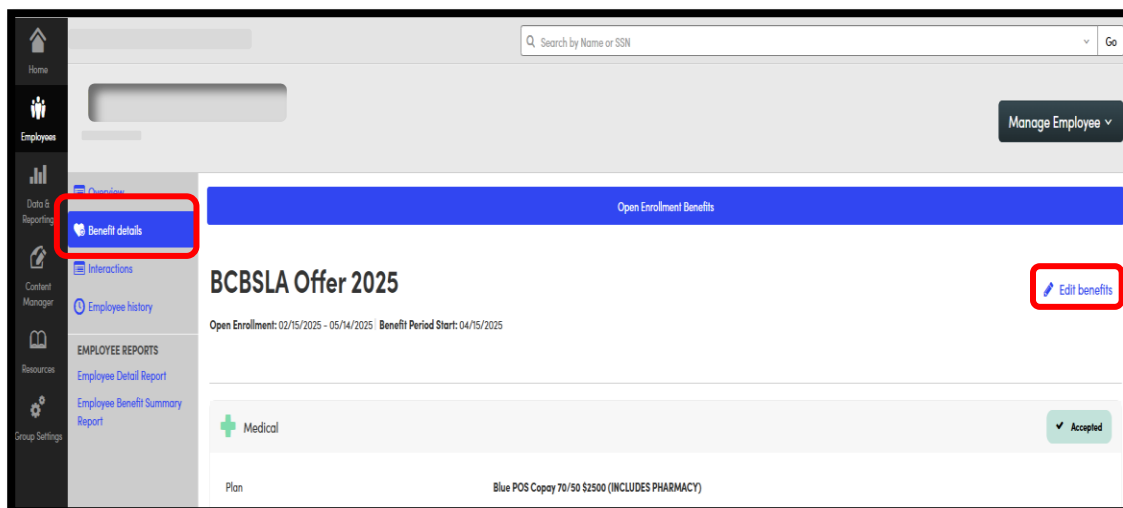 Search by Name or SSN
Go
Home
Employees
Manage Employee
Data &
Reporting
Content
Manager
Resources
Group Settings
Overview
Benefit details
Interactions
Employee history
EMPLOYEE REPORTS
Employee Detail Report
Employee Benefit Summary
Report
Open Enrollment Benefits
BCBSLA Offer 2025
Edit benefits
Open Enrollment: 02/15/2025 - 05/14/2025 | Benefit Period Start: 04/15/2025
Medical
Accepted
Plan
Blue POS Copay 70/50 $2500 (INCLUDES PHARMACY)